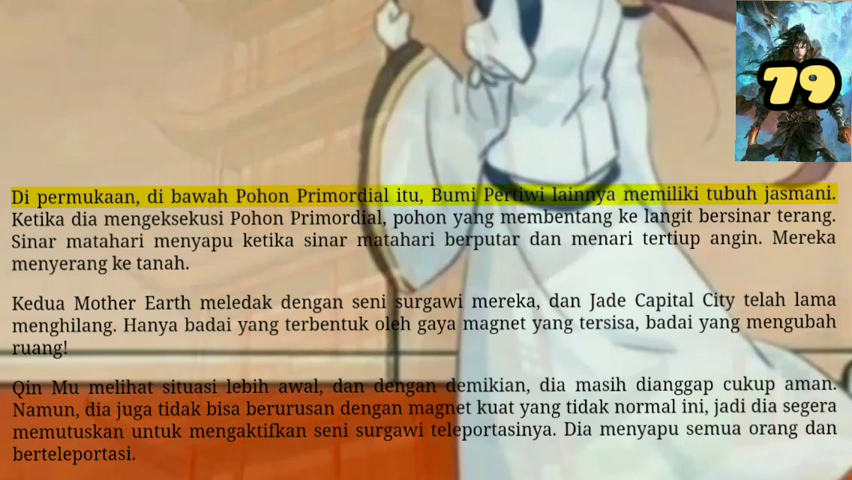 79
Di permukaan, di bawah Pohon Primordial itu, Bumi Pertiwi lainnya memiliki tubuh jasmani.
Ketika dia mengeksekusi Pohon Primordial, pohon yang membentang ke langit bersinar terang.
Sinar matahari menyapu ketika sinar matahari berputar dan menari tertiup angin. Mereka
menyerang ke tanah.
Kedua Mother Earth meledak dengan seni surgawi mereka, dan Jade Capital City telah lama
menghilang. Hanya badai yang terbentuk oleh gaya magnet yang tersisa, badai yang mengubah
ruang!
Qin Mu melihat situasi lebih awal, dan dengan demikian, dia masih dianggap cukup aman.
Namun, dia juga tidak bisa berurusan dengan magnet kuat yang tidak normal ini, jadi dia segera
memutuskan untuk mengaktifkan seni surgawi teleportasinya. Dia menyapu semua orang dan
berteleportasi.